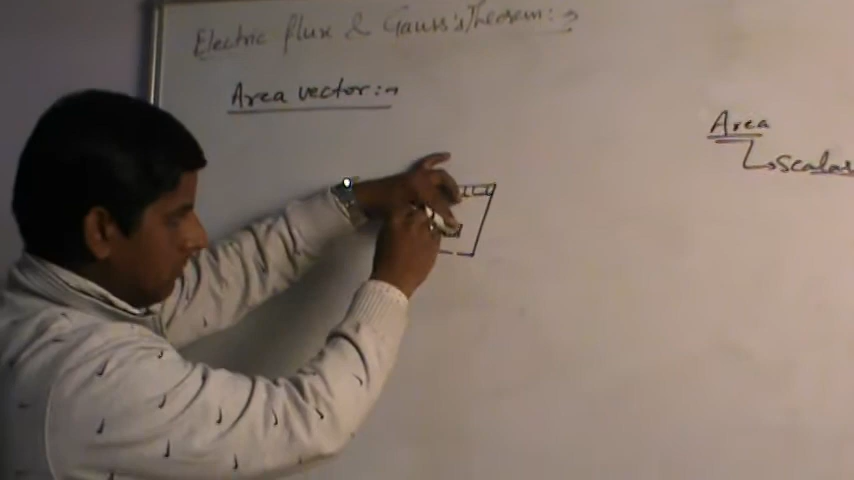 Electric flux & Gauss's Theorem:→
Area vector:→
Area
↳scalar